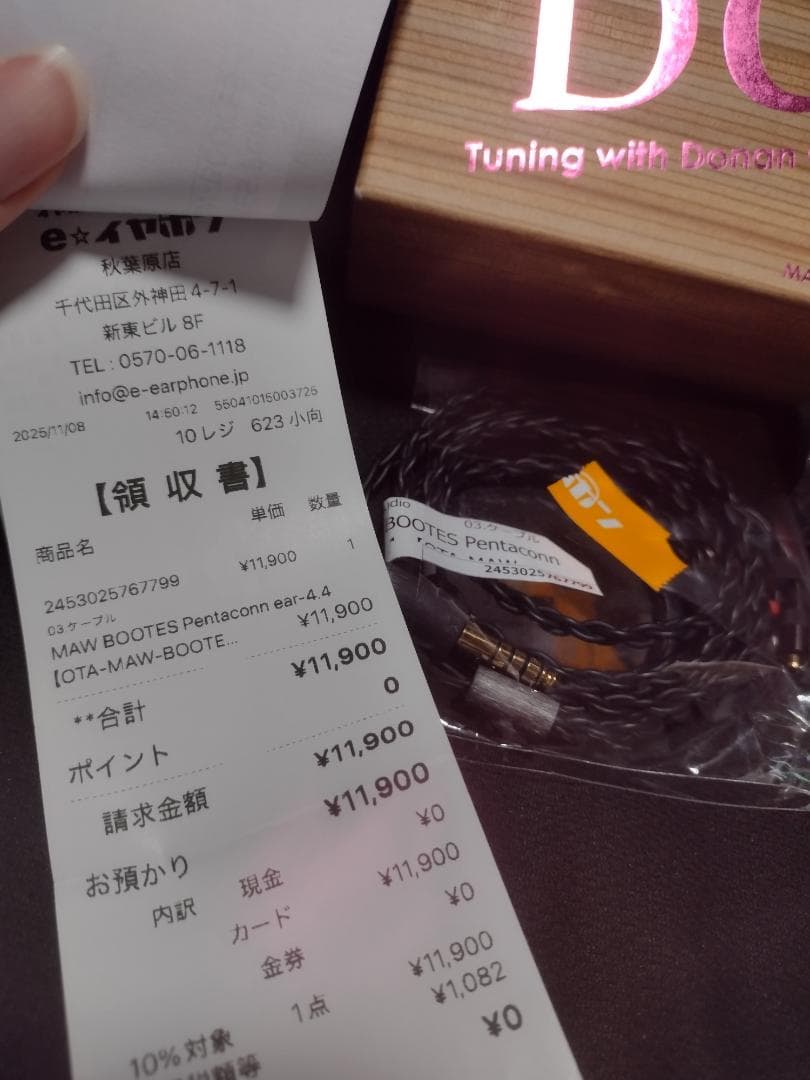 Tuning with Donan
e☆イヤホン
秋葉原店
千代田区外神田4-7-1
新東ビル 8F
TEL : 0570-06-1118
info@e-earphone.jp
2025/11/08 14:50:12 55041015003725
10レジ 623 小向
【領 収 書】
商品名 単価 数量
2453025767799 ¥11,900 1
03.ケーブル
MAW BOOTES Pentaconn ear-4.4
【OTA-MAW-BOOTE... ¥11,900
**合計 ¥11,900
ポイント 0
請求金額 ¥11,900
お預かり ¥11,900
内訳 現金 ¥0
カード ¥11,900
金券 ¥0
1点 ¥11,900
10%対象 ¥1,082
¥0
03.ケーブル
BOOTES Pentaconn
2453025767799